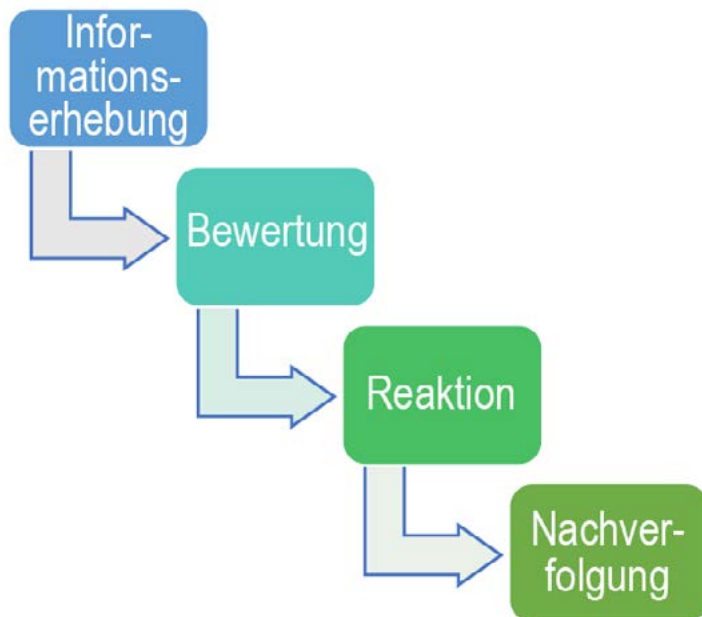 Infor-
mations-
erhebung
Bewertung
Reaktion
Nachver-
folgung